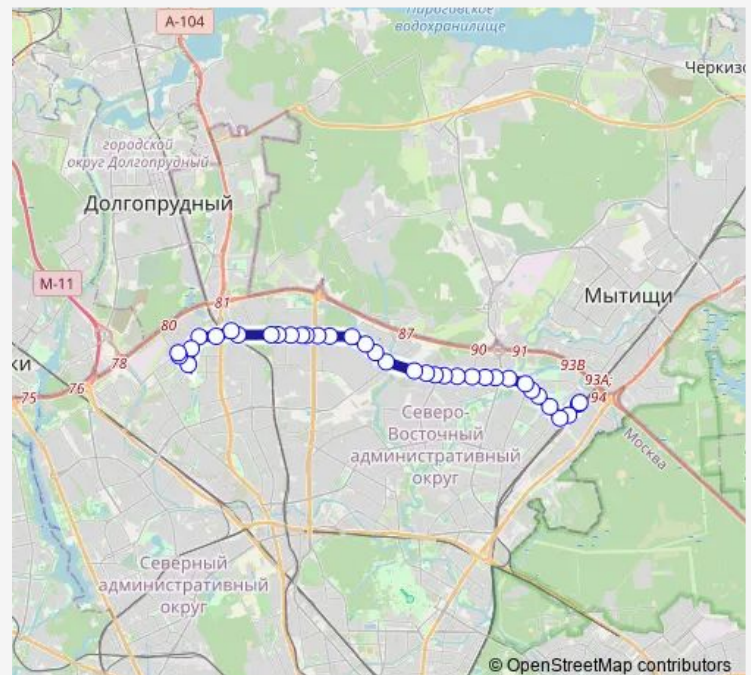 А-104
Пироговское
водохранилище
Черкизо
городской
округ Долгопрудный
Долгопрудный
М-11
81
80
87
Мытищи
78
90
91
93В
ки
76
75
93А;
94
Северо-
Восточный
административный
округ
Москва
Северный
административный
округ
© OpenStreetMap contributors